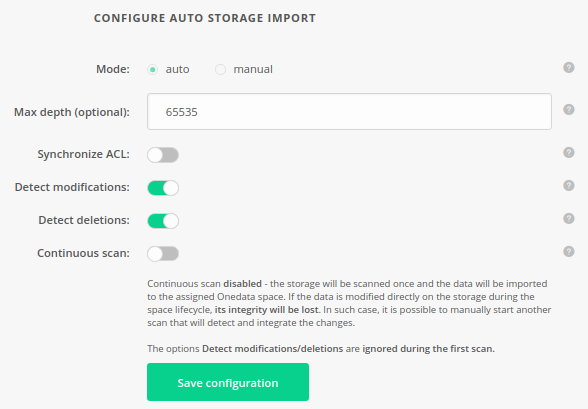 CONFIGURE AUTO STORAGE IMPORT
Mode: auto manual ?
Max depth (optional): 65535 ?
Synchronize ACL: ?
Detect modifications: ?
Detect deletions: ?
Continuous scan: ?
Continuous scan disabled - the storage will be scanned once and the data will be imported
to the assigned Onedata space. If the data is modified directly on the storage during the
space lifecycle, its integrity will be lost. In such case, it is possible to manually start another
scan that will detect and integrate the changes.
The options Detect modifications/deletions are ignored during the first scan.
Save configuration